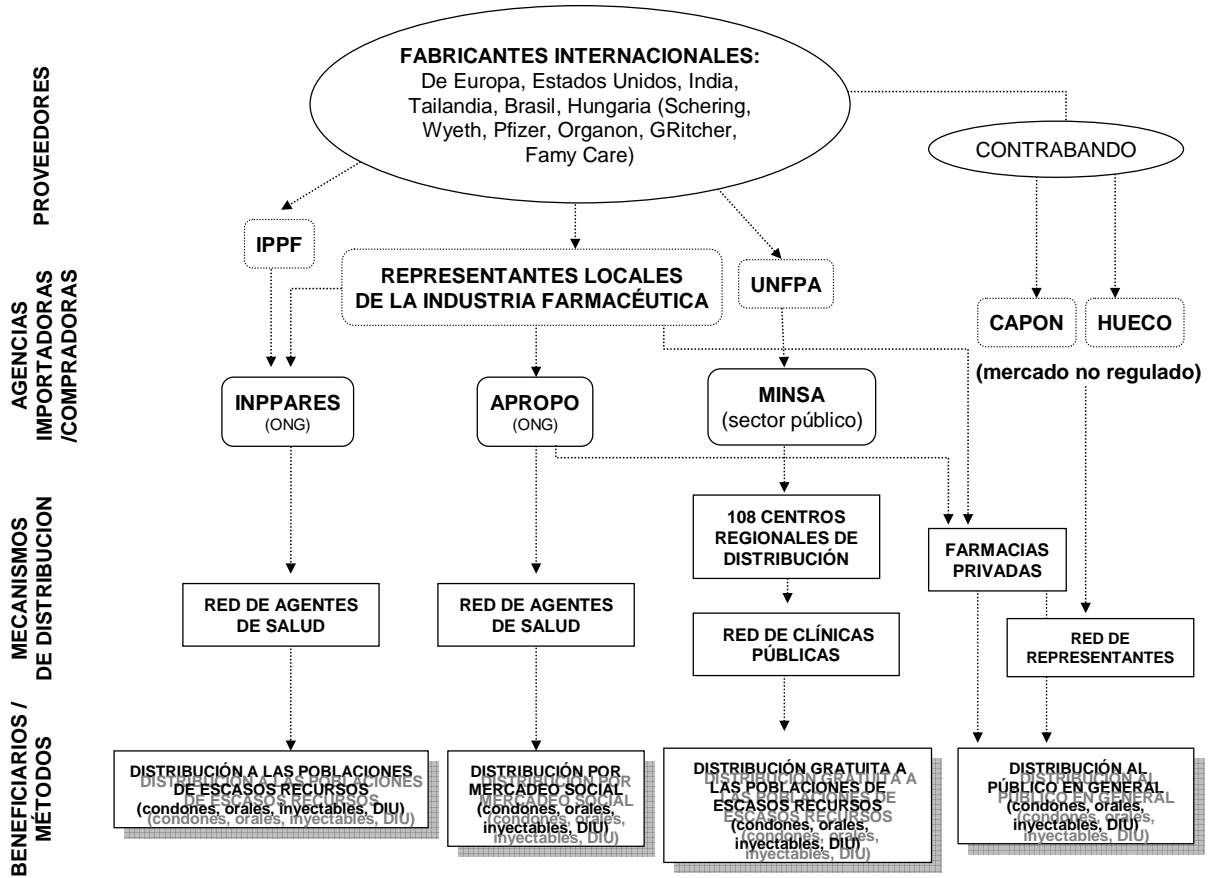 PROVEEDORES
FABRICANTES INTERNACIONALES:
De Europa, Estados Unidos, India,
Tailandia, Brasil, Hungaria (Schering,
Wyeth, Pfizer, Organon, GRitcher,
Famy Care)
CONTRABANDO
AGENCIAS
IMPORTADORAS
/COMPRADORAS
IPPF
REPRESENTANTES LOCALES
DE LA INDUSTRIA FARMACÉUTICA
UNFPA
CAPON
HUECO
(mercado no regulado)
INPPARES
(ONG)
APROPO
(ONG)
MINSA
(sector público)
MECANISMOS
DE DISTRIBUCION
108 CENTROS
REGIONALES DE
DISTRIBUCIÓN
FARMACIAS
PRIVADAS
RED DE AGENTES
DE SALUD
RED DE AGENTES
DE SALUD
RED DE CLÍNICAS
PÚBLICAS
RED DE
REPRESENTANTES
BENEFICIARIOS /
MÉTODOS
DISTRIBUCIÓN A LAS POBLACIONES
DE ESCASOS RECURSOS
(condones, orales, inyectables, DIU)
DISTRIBUCIÓN POR
MERCADEO SOCIAL
(condones, orales,
inyectables, DIU)
DISTRIBUCIÓN GRATUITA A
LAS POBLACIONES DE
ESCASOS RECURSOS
(condones, orales,
inyectables, DIU)
DISTRIBUCIÓN AL
PÚBLICO EN GENERAL
(condones, orales,
inyectables, DIU)